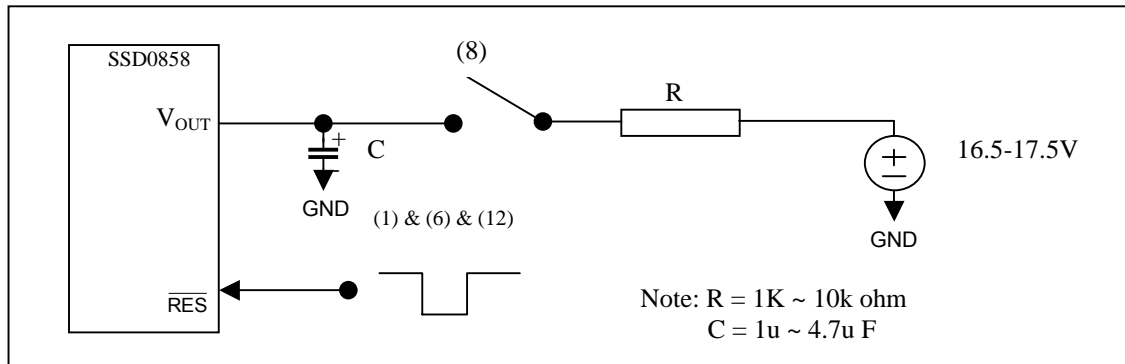 SSD0858
(8)
R
VOUT
+
C
-
GND
+
16.5-17.5V
GND
(1) & (6) & (12)
RES
Note: R = 1K ~ 10k ohm
C = 1u ~ 4.7u F